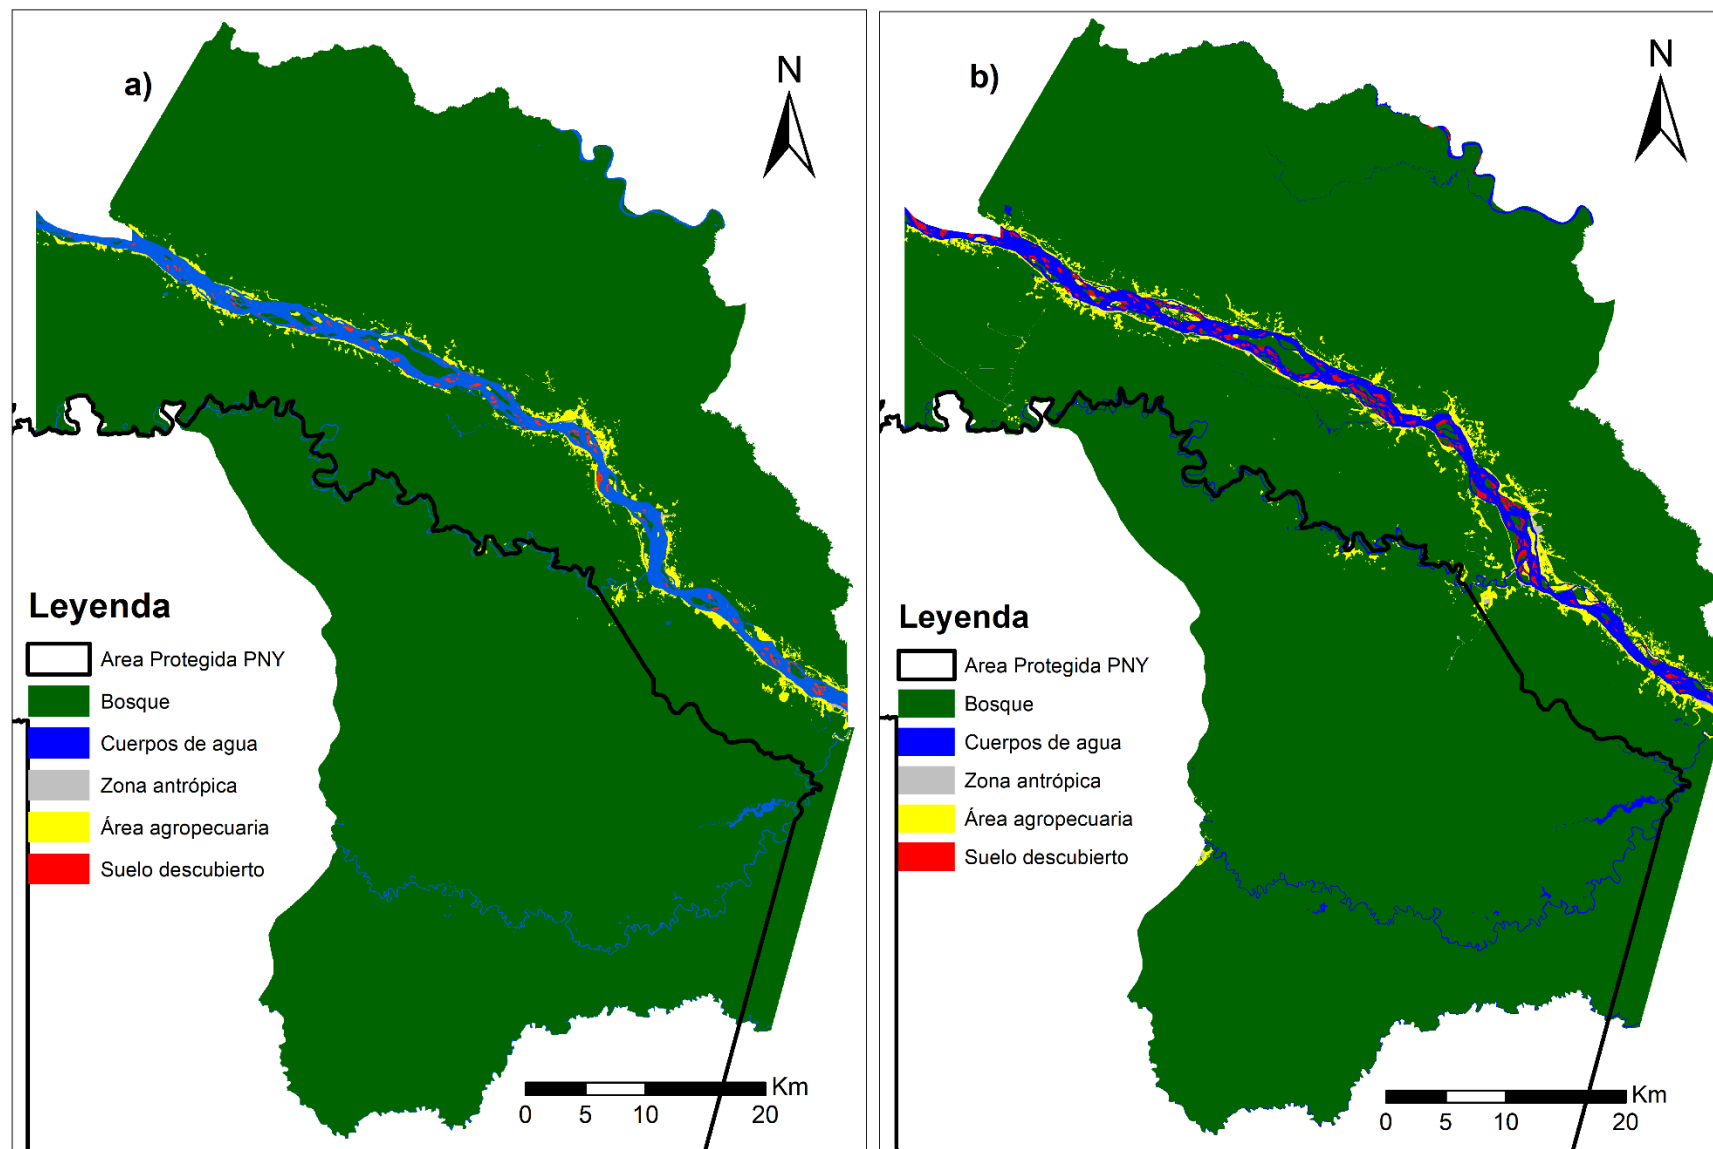 a)
N
Leyenda
Area Protegida PNY
Bosque
Cuerpos de agua
Zona antrópica
Área agropecuaria
Suelo descubierto
Km
0 5 10 20
b)
N
Leyenda
Area Protegida PNY
Bosque
Cuerpos de agua
Zona antrópica
Área agropecuaria
Suelo descubierto
Km
0 5 10 20